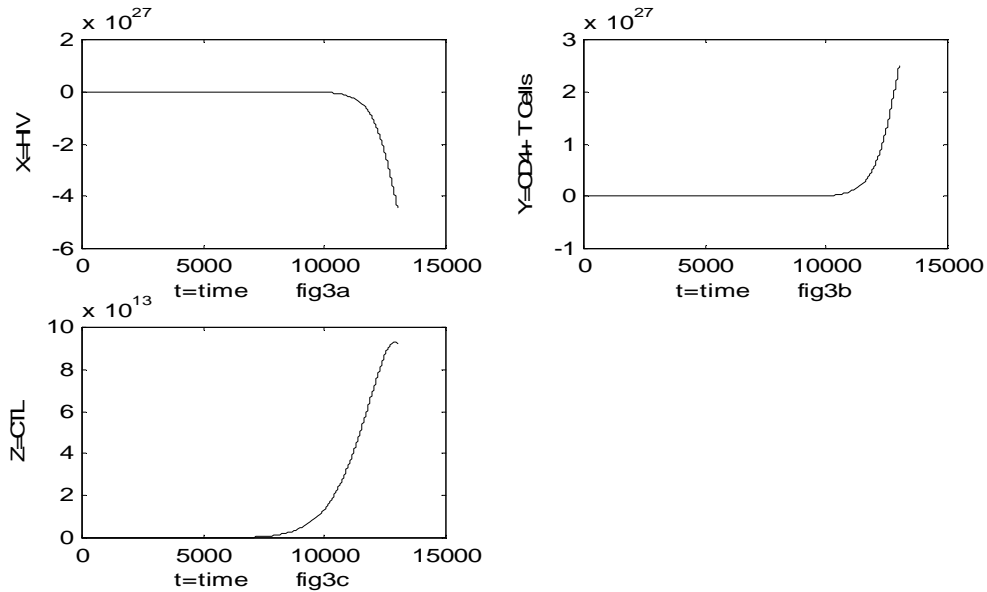 x 10^27
2
0
-2
-4
-6
X=HIV
0 5000 10000 15000
t=time fig3a
x 10^27
3
2
1
0
-1
Y=CD4+ T Cells
0 5000 10000 15000
t=time fig3b
x 10^13
10
8
6
4
2
0
Z=CTL
0 5000 10000 15000
t=time fig3c